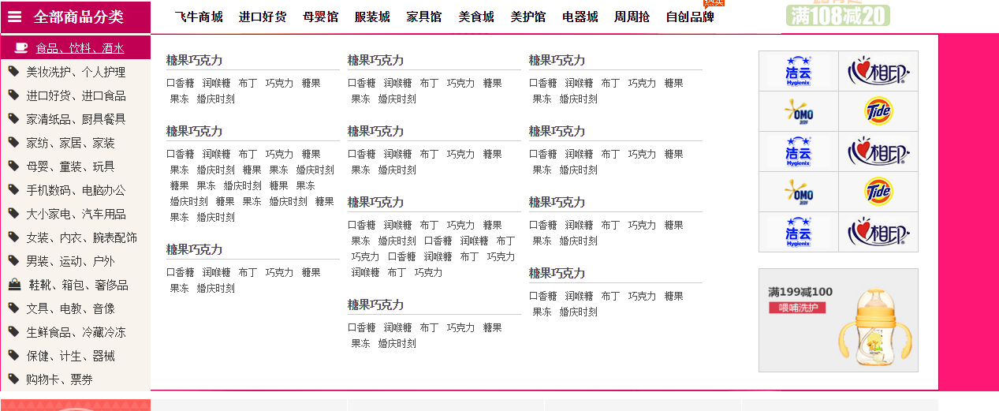 全部商品分类
飞牛商城 进口好货 母婴馆 服装城 家具馆 美食城 美护馆 电器城 周周抢 自创品牌
热卖
满108减20
食品、饮料、酒水
美妆洗护、个人护理
进口好货、进口食品
家清纸品、厨具餐具
家纺、家居、家装
母婴、童装、玩具
手机数码、电脑办公
大小家电、汽车用品
女装、内衣、腕表配饰
男装、运动、户外
鞋靴、箱包、奢侈品
文具、电教、音像
生鲜食品、冷藏冷冻
保健、计生、器械
购物卡、票券
糖果巧克力
口香糖 润喉糖 布丁 巧克力 糖果
果冻 婚庆时刻
糖果巧克力
口香糖 润喉糖 布丁 巧克力 糖果
果冻 婚庆时刻 糖果 果冻 婚庆时刻
糖果 果冻 婚庆时刻 糖果 果冻
婚庆时刻 糖果 果冻 婚庆时刻 糖果
果冻 婚庆时刻
糖果巧克力
口香糖 润喉糖 布丁 巧克力 糖果
果冻 婚庆时刻
糖果巧克力
口香糖 润喉糖 布丁 巧克力 糖果
果冻 婚庆时刻
糖果巧克力
口香糖 润喉糖 布丁 巧克力 糖果
果冻 婚庆时刻
糖果巧克力
口香糖 润喉糖 布丁 巧克力 糖果
果冻 婚庆时刻 口香糖 润喉糖 布丁
巧克力 口香糖 润喉糖 布丁 巧克力
润喉糖 布丁 巧克力
糖果巧克力
口香糖 润喉糖 布丁 巧克力 糖果
果冻 婚庆时刻
糖果巧克力
口香糖 润喉糖 布丁 巧克力 糖果
果冻 婚庆时刻
糖果巧克力
口香糖 润喉糖 布丁 巧克力 糖果
果冻 婚庆时刻
糖果巧克力
口香糖 润喉糖 布丁 巧克力 糖果
果冻 婚庆时刻
糖果巧克力
口香糖 润喉糖 布丁 巧克力 糖果
果冻 婚庆时刻
洁云
Hygienix
心相印
OMO
Tide
洁云
Hygienix
心相印
OMO
Tide
洁云
Hygienix
心相印
满199减100
喂哺洗护